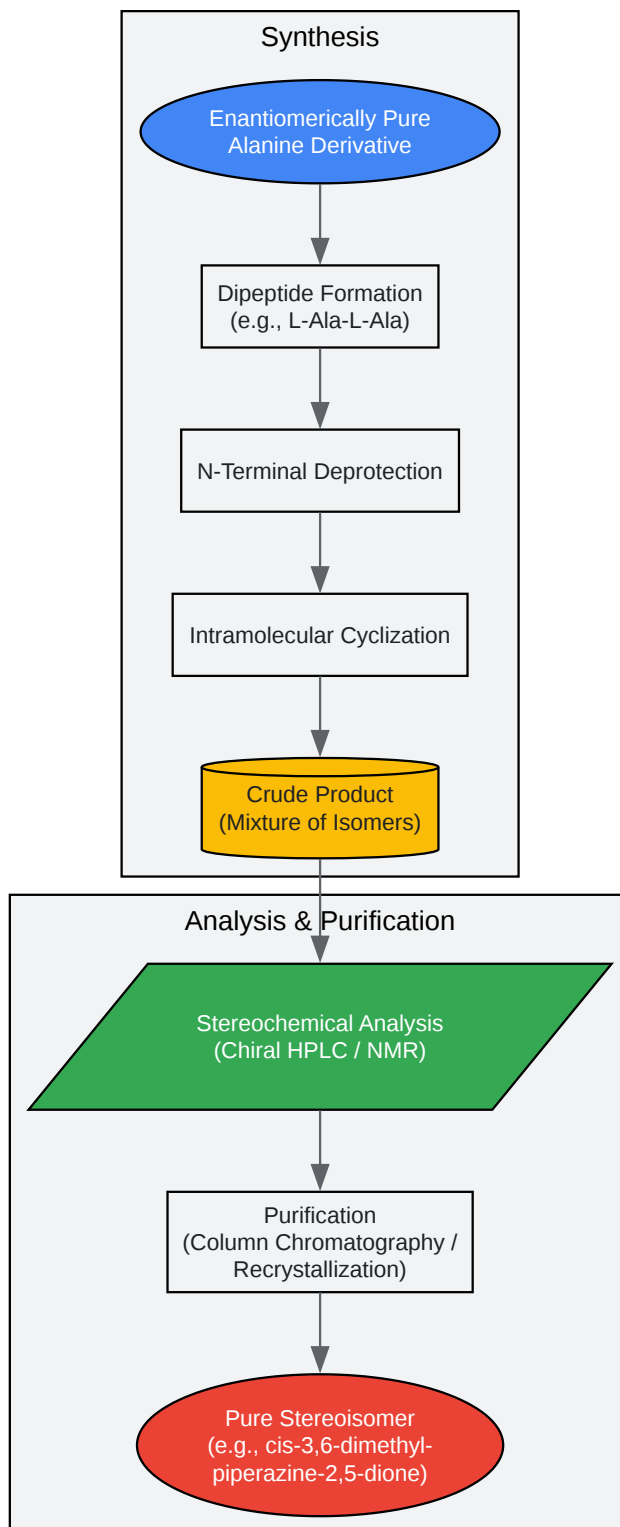 Synthesis
Enantiomerically Pure
Alanine Derivative
Dipeptide Formation
(e.g., L-Ala-L-Ala)
N-Terminal Deprotection
Intramolecular Cyclization
Crude Product
(Mixture of Isomers)
Analysis & Purification
Stereochemical Analysis
(Chiral HPLC / NMR)
Purification
(Column Chromatography /
Recrystallization)
Pure Stereoisomer
(e.g., cis-3,6-dimethyl-
piperazine-2,5-dione)